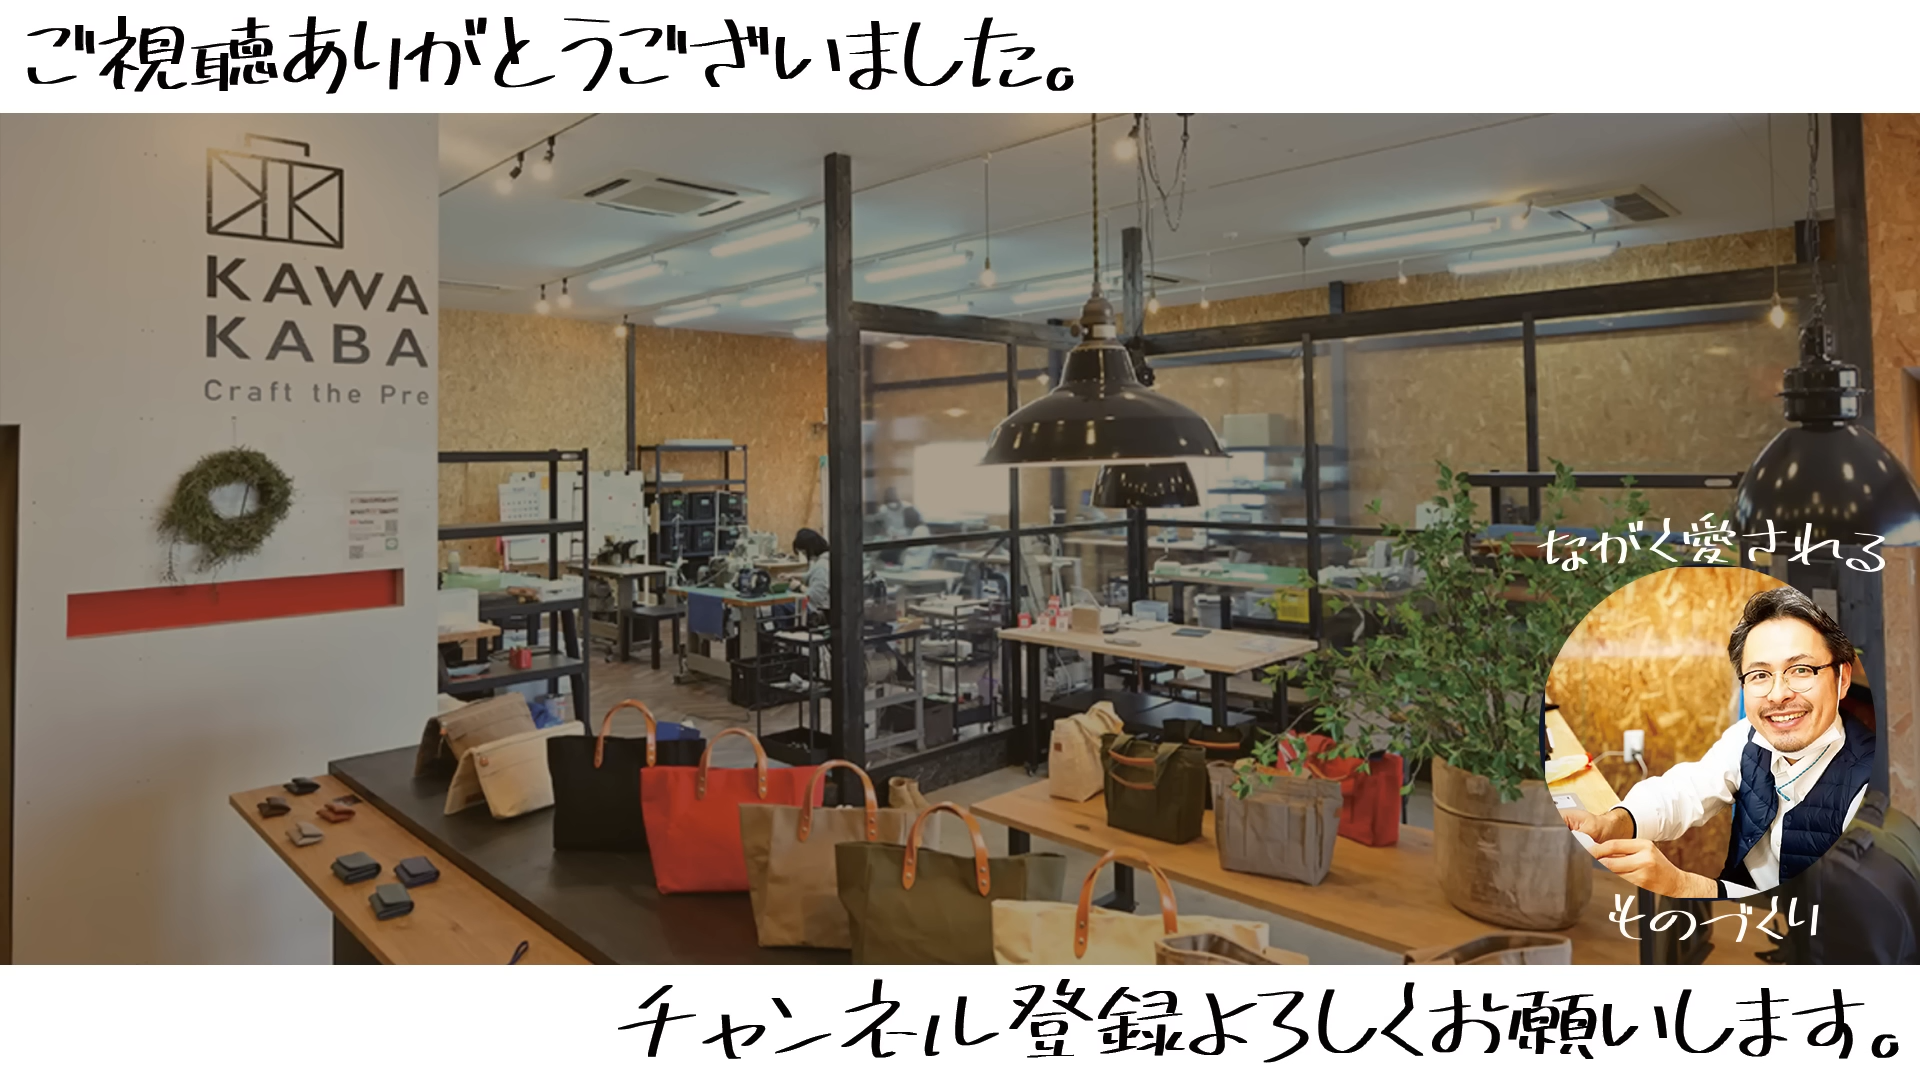 ご視聴ありがとうございました。
KAWA
KABA
Craft the Pre
ながく愛される
ものづくり
チャンネル登録よろしくお願いします。